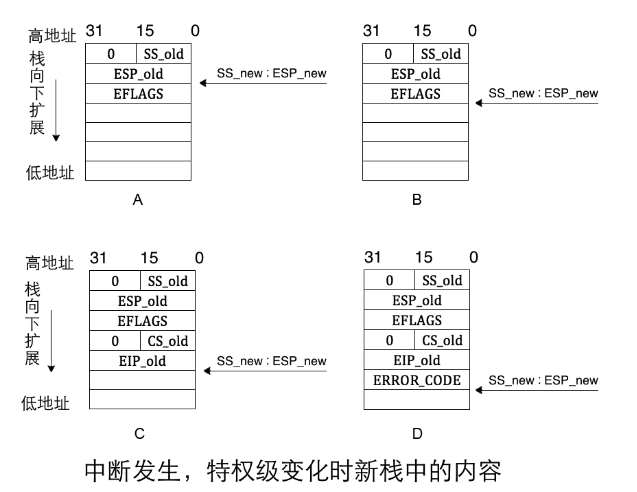 31 15 0
高地址
0 SS_old
ESP_old
EFLAGS
栈向下扩展
SS_new : ESP_new
低地址
A
31 15 0
0 SS_old
ESP_old
EFLAGS
SS_new : ESP_new
B
31 15 0
高地址
0 SS_old
ESP_old
EFLAGS
0 CS_old
EIP_old
栈向下扩展
SS_new : ESP_new
低地址
C
31 15 0
0 SS_old
ESP_old
EFLAGS
0 CS_old
EIP_old
ERROR_CODE
SS_new : ESP_new
D
中断发生，特权级变化时新栈中的内容